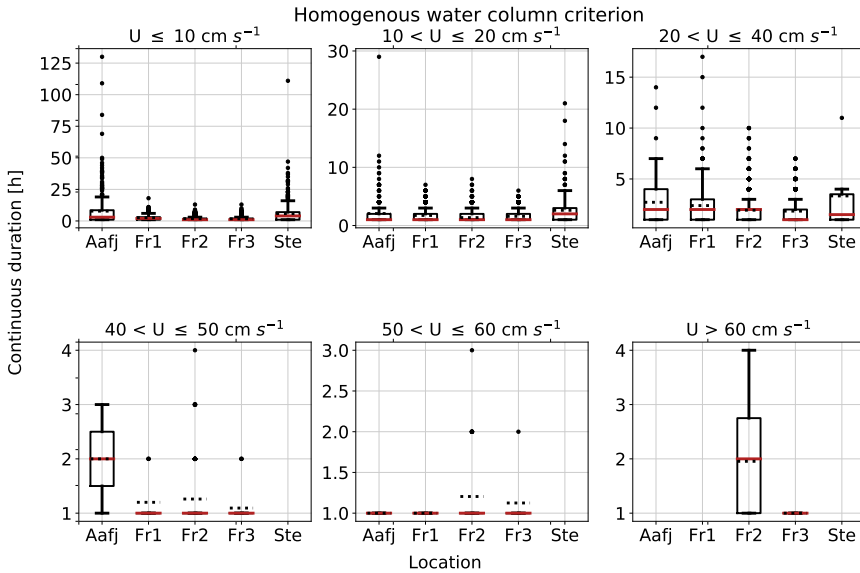 Homogenous water column criterion
U ≤ 10 cm s⁻¹
10 < U ≤ 20 cm s⁻¹
20 < U ≤ 40 cm s⁻¹
125
100
75
50
25
0
30
20
10
0
15
10
5
Aafj Fr1 Fr2 Fr3 Ste
Aafj Fr1 Fr2 Fr3 Ste
Aafj Fr1 Fr2 Fr3 Ste
Continuous duration [h]
40 < U ≤ 50 cm s⁻¹
50 < U ≤ 60 cm s⁻¹
U > 60 cm s⁻¹
4
3
2
1
3.0
2.5
2.0
1.5
1.0
4
3
2
1
Aafj Fr1 Fr2 Fr3 Ste
Aafj Fr1 Fr2 Fr3 Ste
Aafj Fr1 Fr2 Fr3 Ste
Location